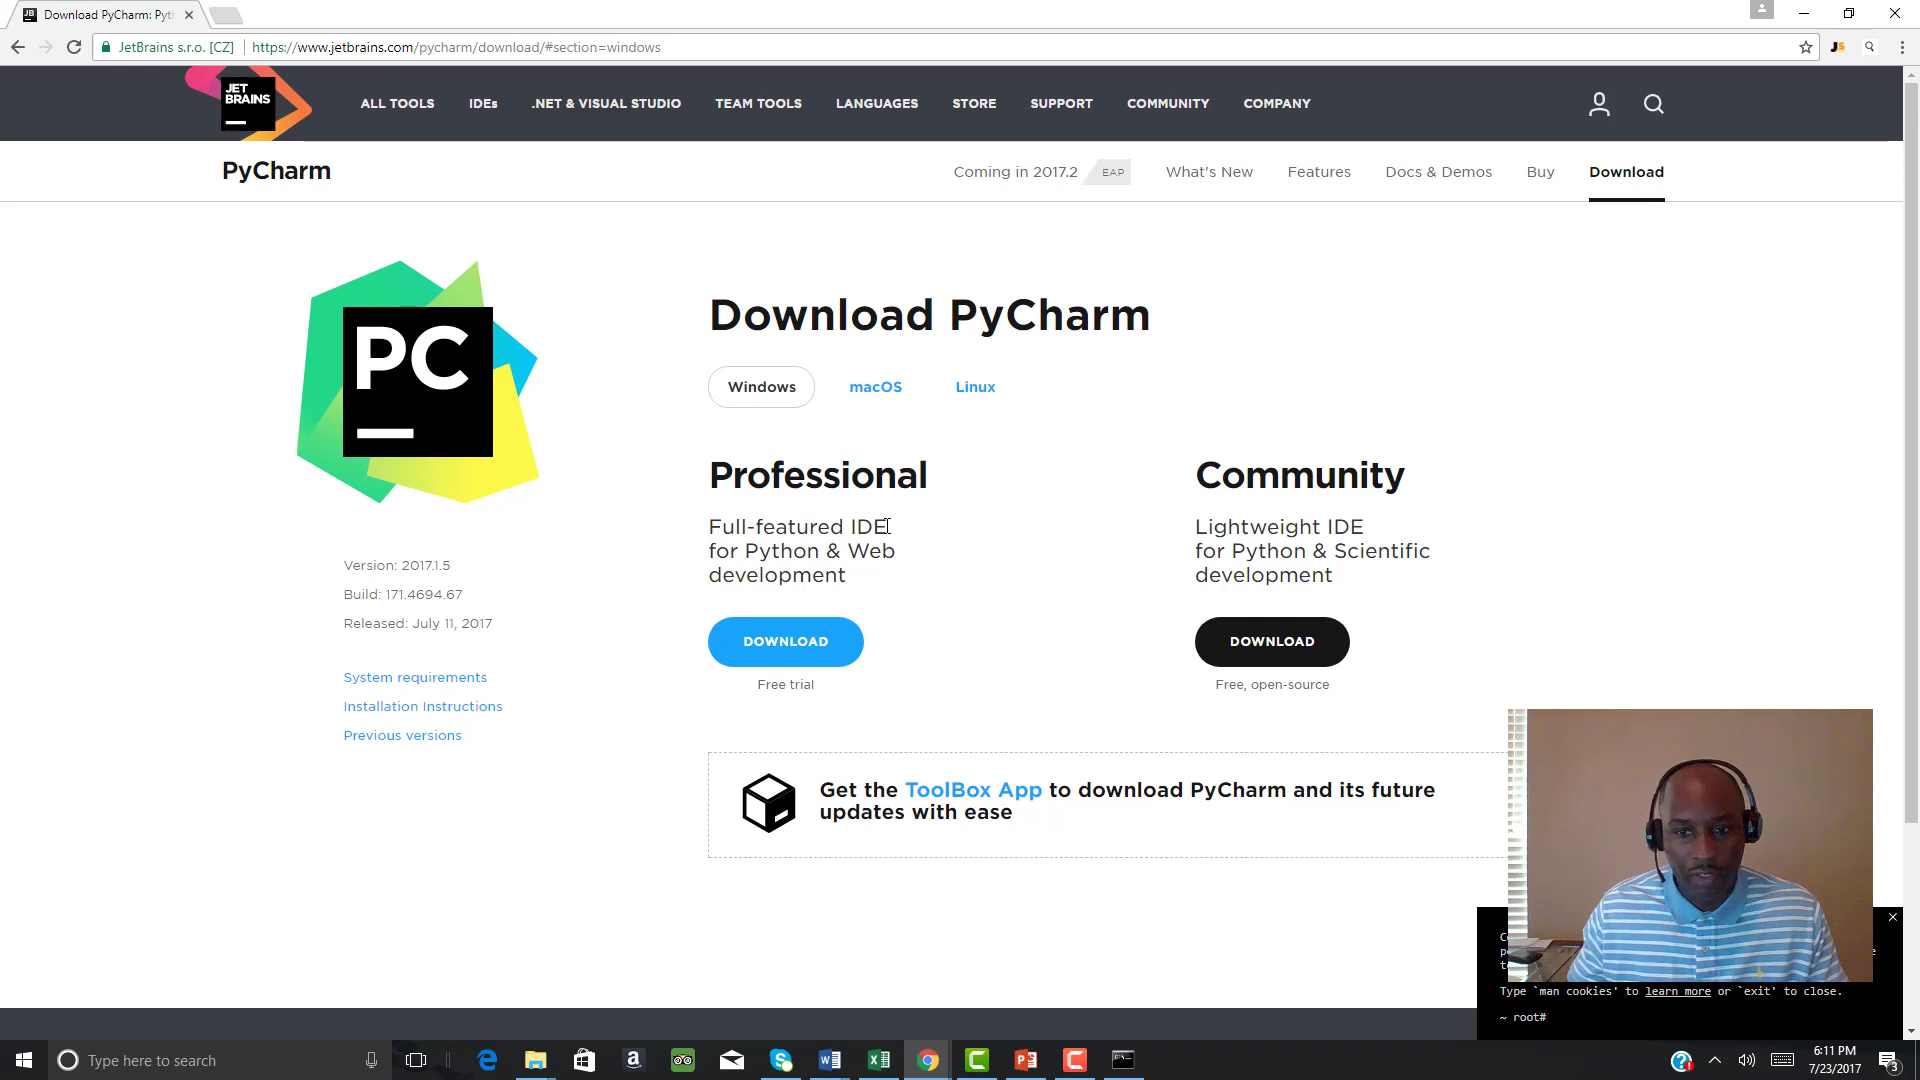 Download PyCharm: Pyth
JetBrains s.r.o. [CZ]
https://www.jetbrains.com/pycharm/download/#section=windows
JET
BRAINS
ALL TOOLS
IDEs
.NET & VISUAL STUDIO
TEAM TOOLS
LANGUAGES
STORE
SUPPORT
COMMUNITY
COMPANY
PyCharm
Coming in 2017.2
EAP
What's New
Features
Docs & Demos
Buy
Download
PC
Download PyCharm
Windows
macOS
Linux
Professional
Full-featured IDE
for Python & Web
development
DOWNLOAD
Free trial
Community
Lightweight IDE
for Python & Scientific
development
DOWNLOAD
Free, open-source
Version: 2017.1.5
Build: 171.4694.67
Released: July 11, 2017
System requirements
Installation Instructions
Previous versions
Get the ToolBox App to download PyCharm and its future
updates with ease
Type `man cookies' to learn more or `exit' to close.
~ root#
Type here to search
6:11 PM
7/23/2017
3